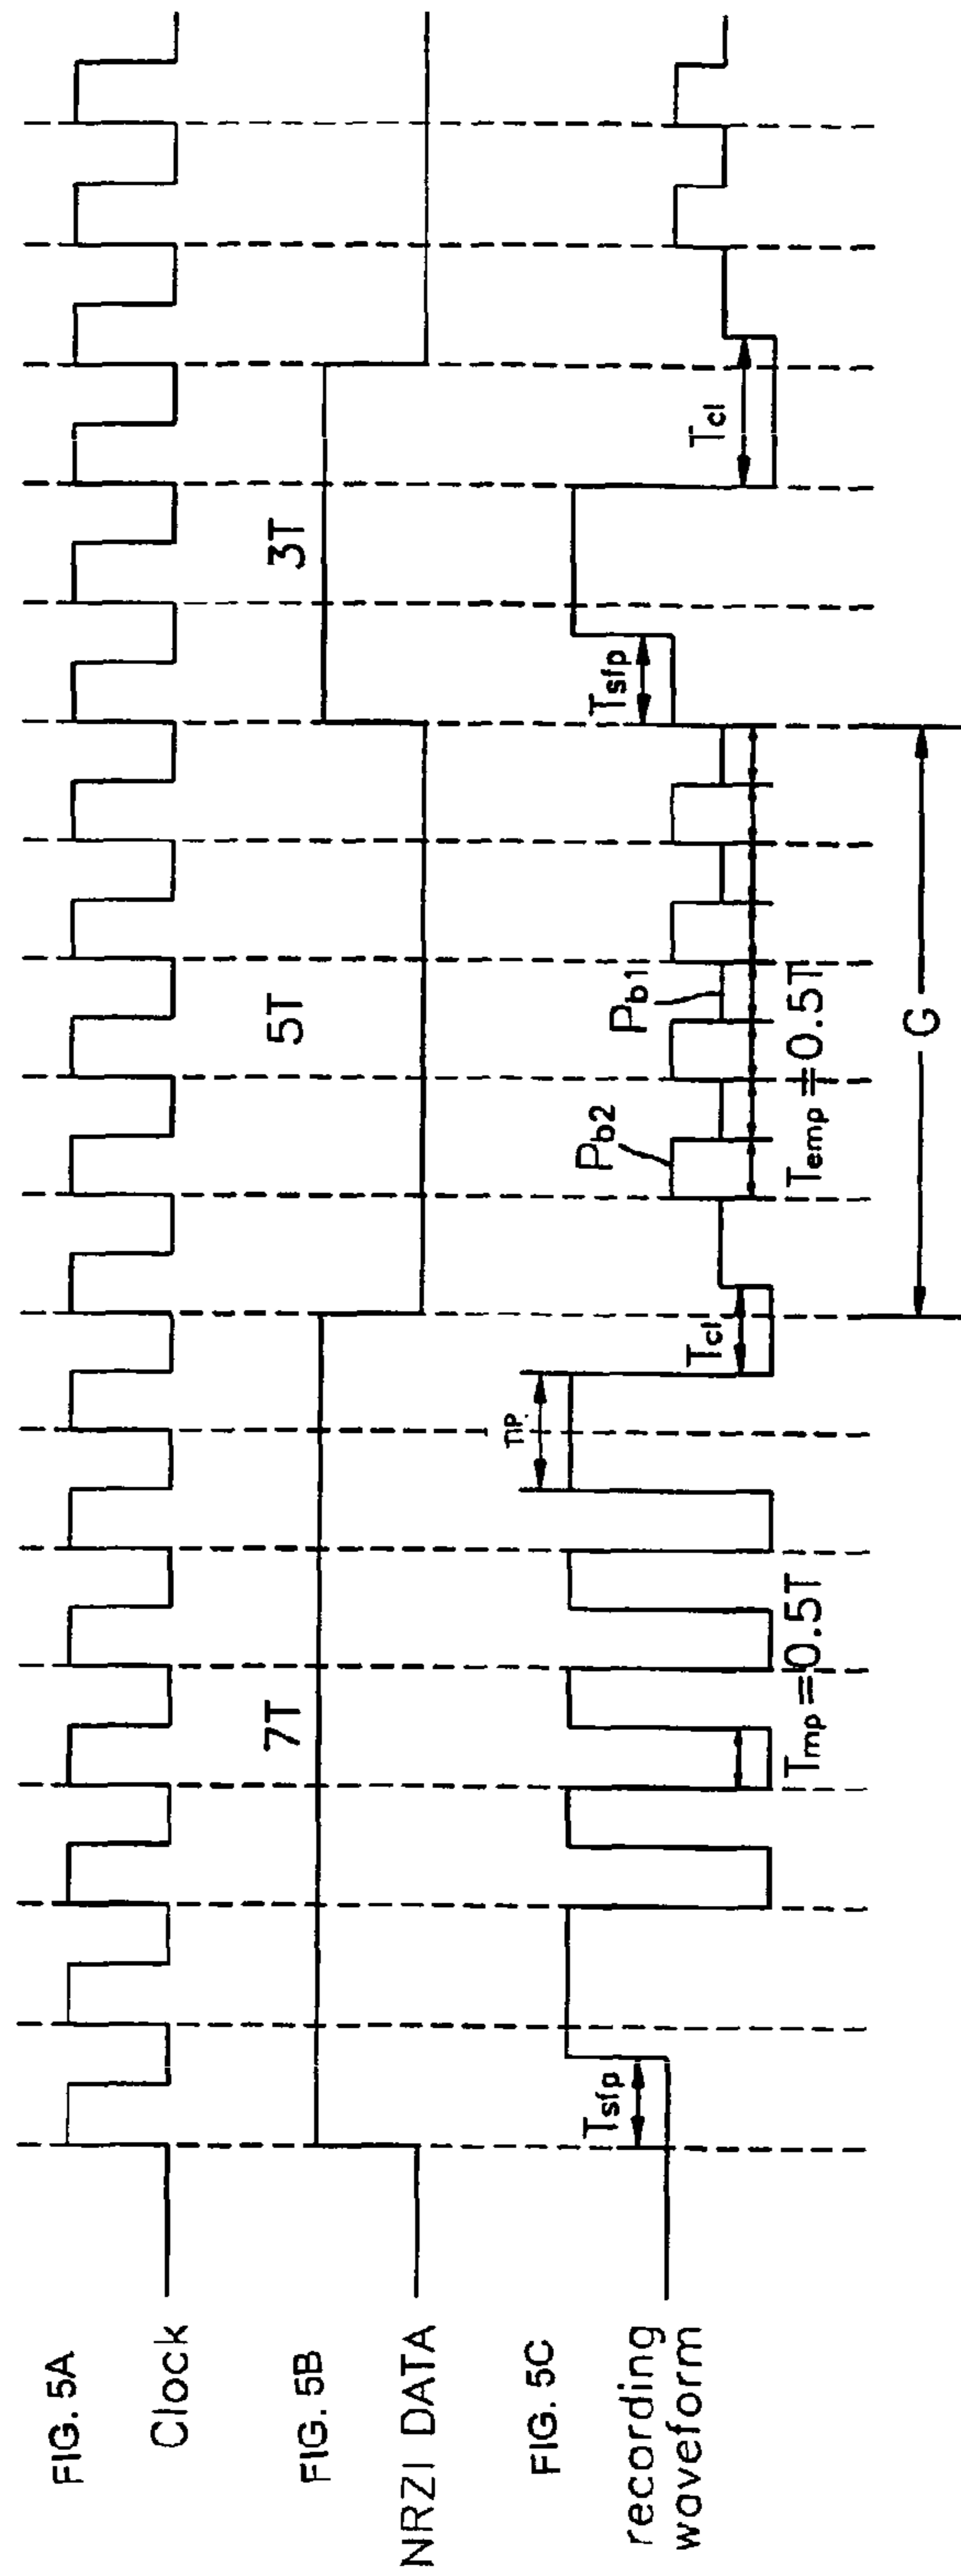 FIG. 5A
Clock
FIG. 5B
NRZI DATA
7T
5T
3T
FIG. 5C
recording
waveform
Tsfp
Tmp=0.5T
Tcl
Pb2
Pb1
Temp=0.5T
Tsfp
Tcl
G